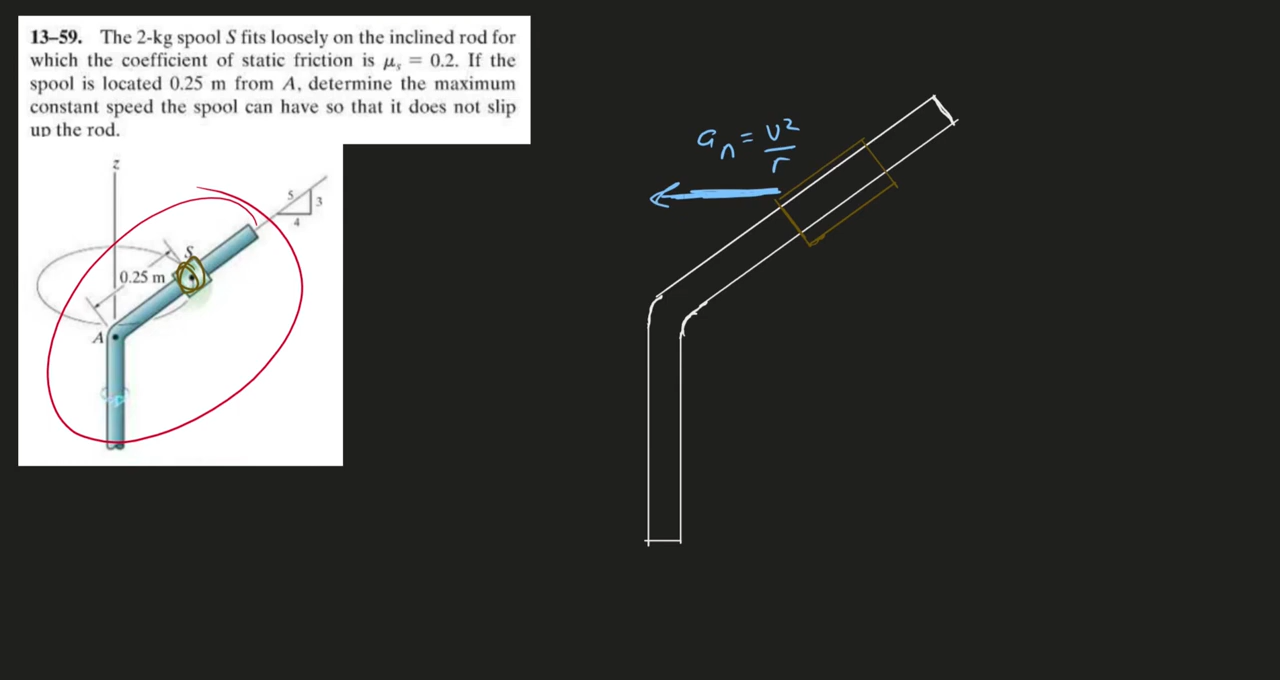 13–59. The 2-kg spool S fits loosely on the inclined rod for
which the coefficient of static friction is μs = 0.2. If the
spool is located 0.25 m from A, determine the maximum
constant speed the spool can have so that it does not slip
up the rod.
z
5
3
4
S
0.25 m
A
an = v²/r